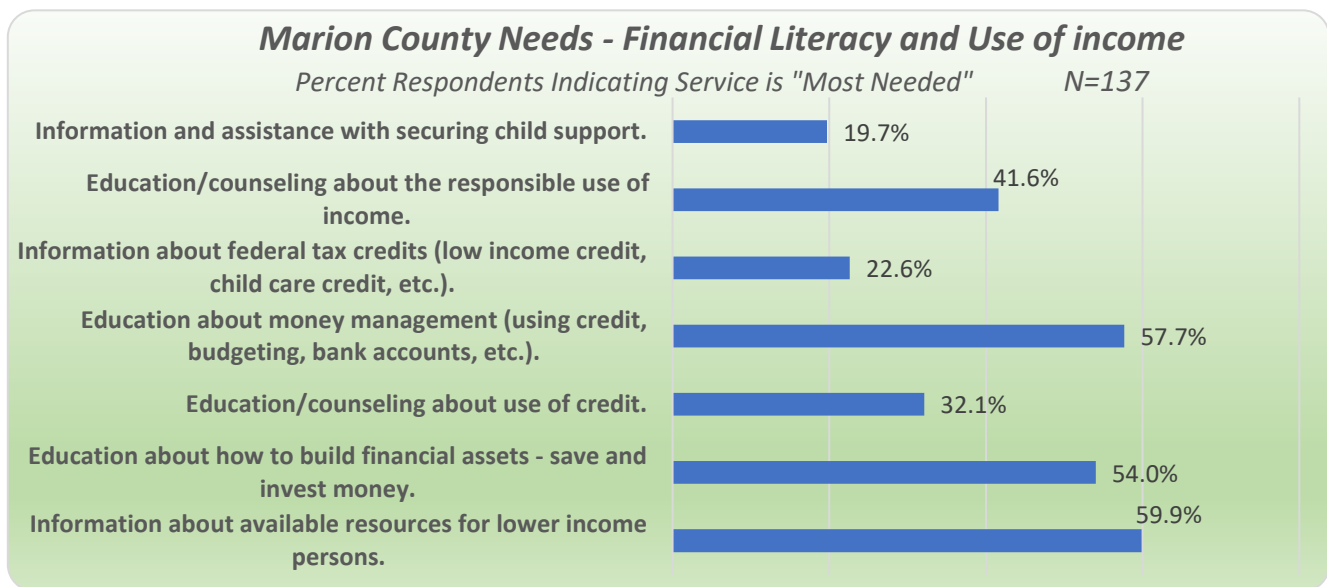 Marion County Needs - Financial Literacy and Use of income
Percent Respondents Indicating Service is "Most Needed" N=137
Information and assistance with securing child support.
19.7%
Education/counseling about the responsible use of
income.
41.6%
Information about federal tax credits (low income credit,
child care credit, etc.).
22.6%
Education about money management (using credit,
budgeting, bank accounts, etc.).
57.7%
Education/counseling about use of credit.
32.1%
Education about how to build financial assets - save and
invest money.
54.0%
Information about available resources for lower income
persons.
59.9%